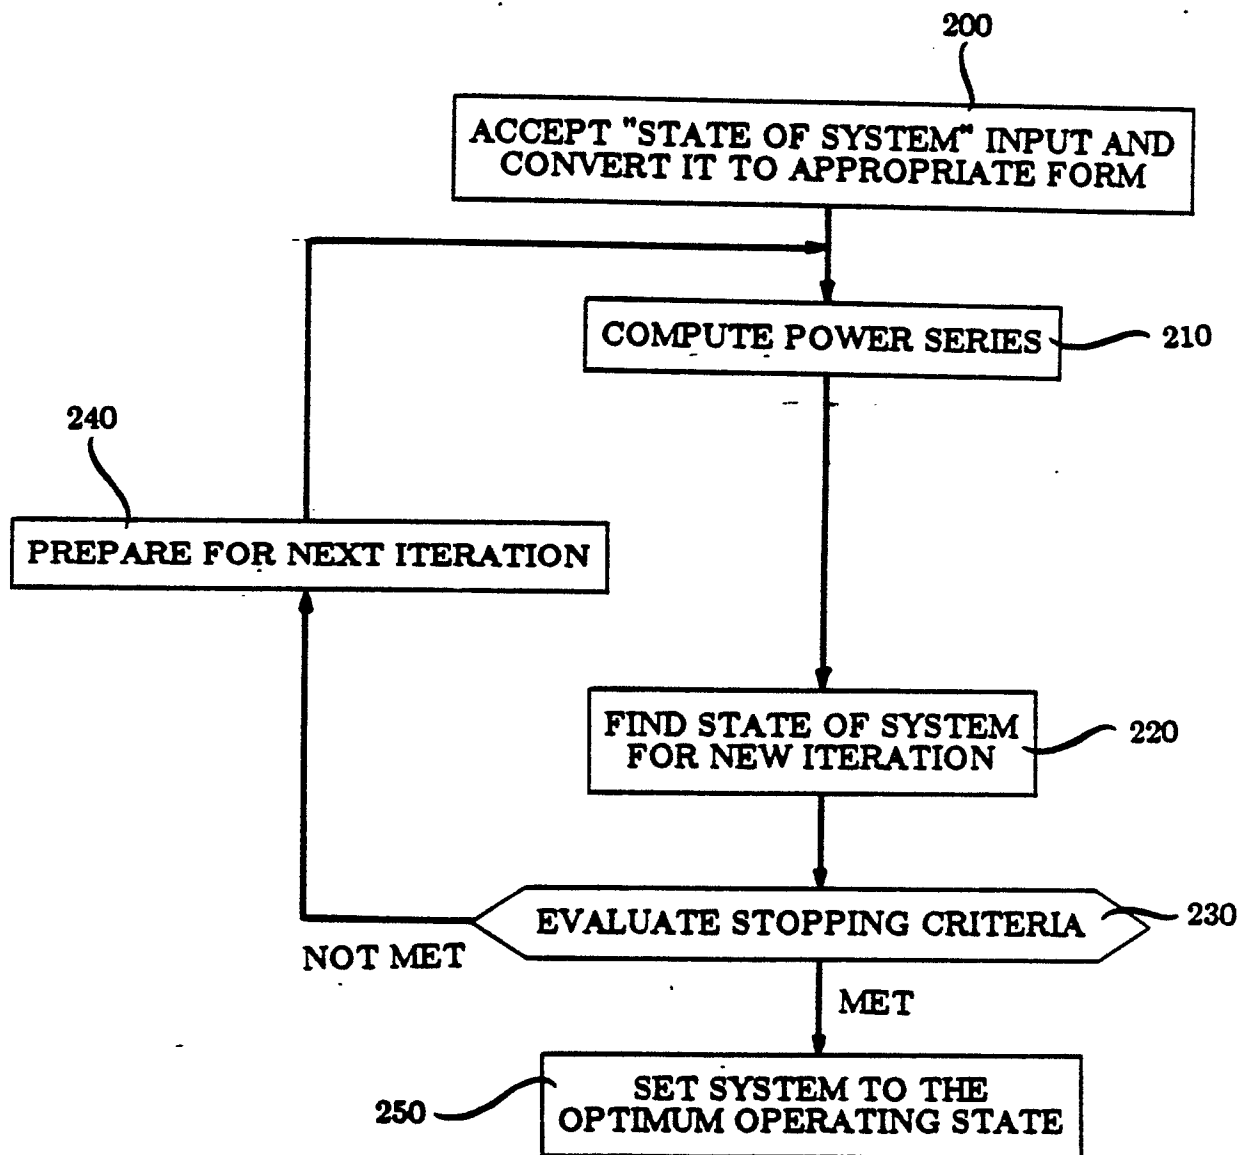 200
ACCEPT "STATE OF SYSTEM" INPUT AND
CONVERT IT TO APPROPRIATE FORM
COMPUTE POWER SERIES
210
240
PREPARE FOR NEXT ITERATION
FIND STATE OF SYSTEM
FOR NEW ITERATION
220
EVALUATE STOPPING CRITERIA
230
NOT MET
MET
SET SYSTEM TO THE
OPTIMUM OPERATING STATE
250